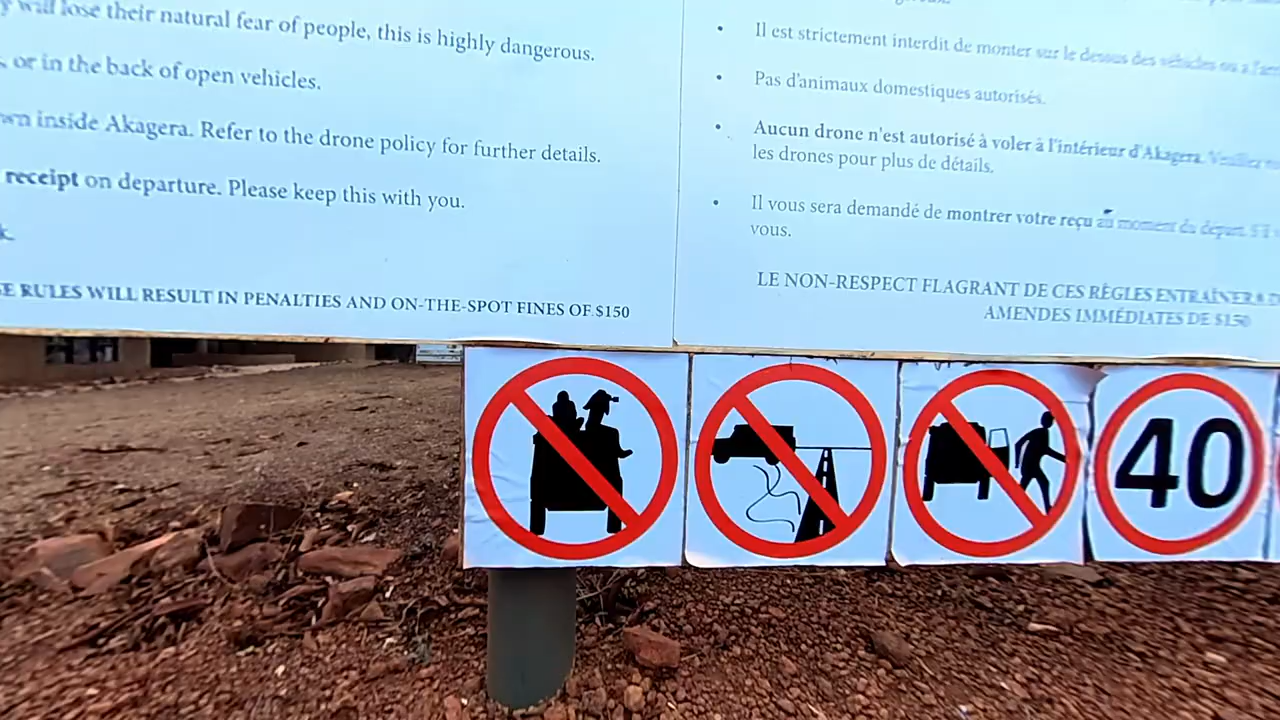 will lose their natural fear of people, this is highly dangerous.
or in the back of open vehicles.
inside Akagera. Refer to the drone policy for further details.
receipt on departure. Please keep this with you.
RULES WILL RESULT IN PENALTIES AND ON-THE-SPOT FINES OF $150
• Il est strictement interdit de monter sur le dessus des véhicules ou
• Pas d'animaux domestiques autorisés.
• Aucun drone n'est autorisé à voler à l'intérieur d'Akagera.
les drones pour plus de détails.
• Il vous sera demandé de montrer votre reçu au moment du départ.
vous.
LE NON-RESPECT FLAGRANT DE CES RÈGLES ENTRAÎNERA
AMENDES IMMÉDIATES DE $150
40